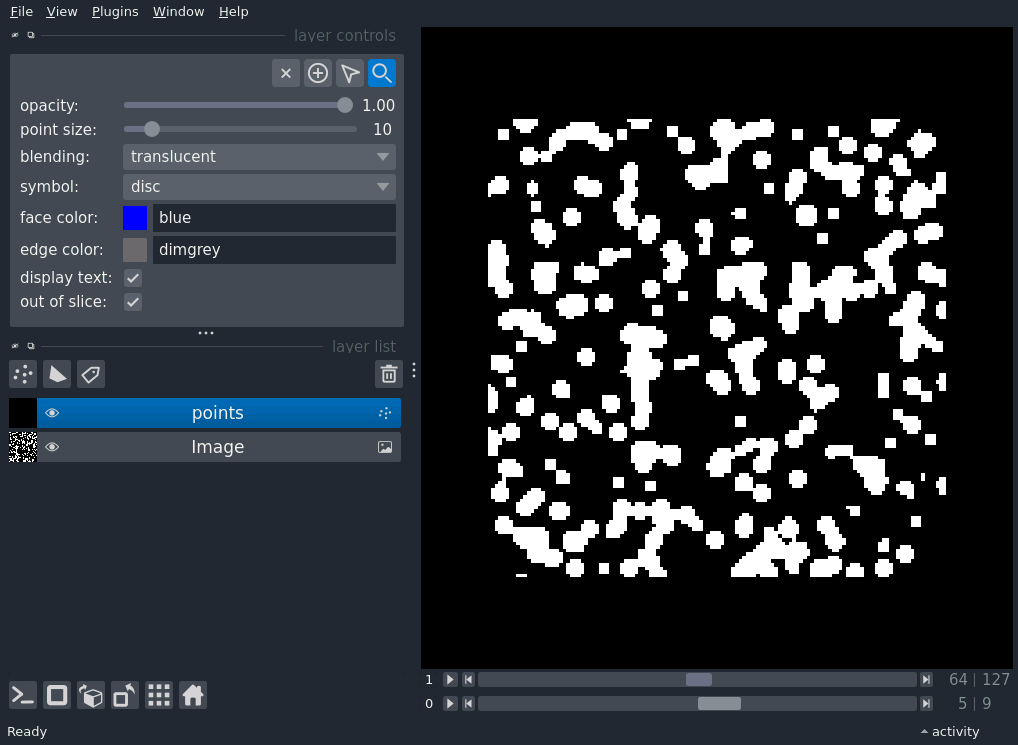 File View Plugins Window Help
layer controls
opacity: 1.00
point size: 10
blending: translucent
symbol: disc
face color: blue
edge color: dimgrey
display text:
out of slice:
layer list
points
Image
1 64 | 127
0 5 | 9
Ready activity